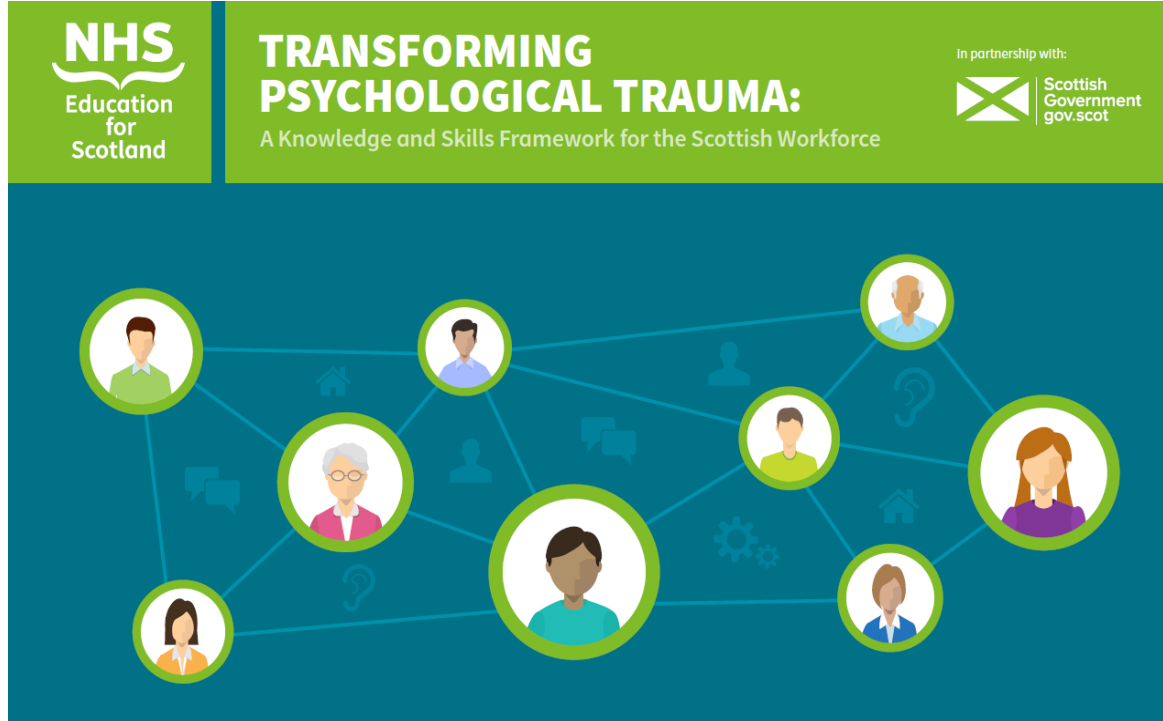 NHS
Education
for
Scotland
TRANSFORMING
PSYCHOLOGICAL TRAUMA:
A Knowledge and Skills Framework for the Scottish Workforce
in partnership with:
Scottish
Government
gov.scot